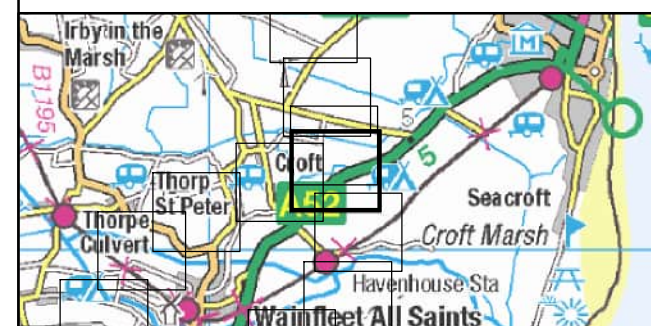 Irby in the
Marsh
B1195
M
5
5
Croft
A52
Thorp
St Peter
Thorpe
Culvert
Seacroft
Croft Marsh
Havenhouse Sta
Wainfleet All Saints